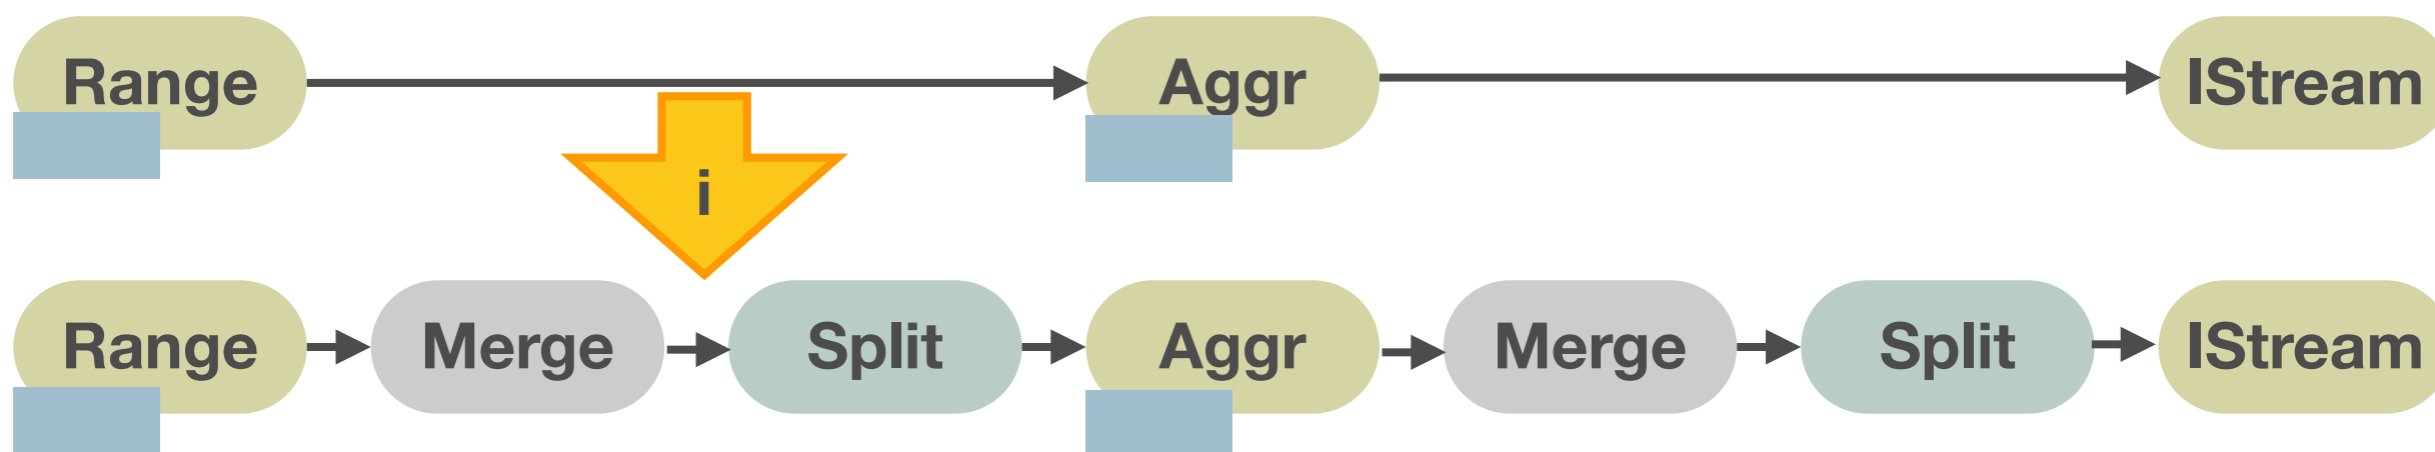 Range Aggr IStream
i
Range Merge Split Aggr Merge Split IStream